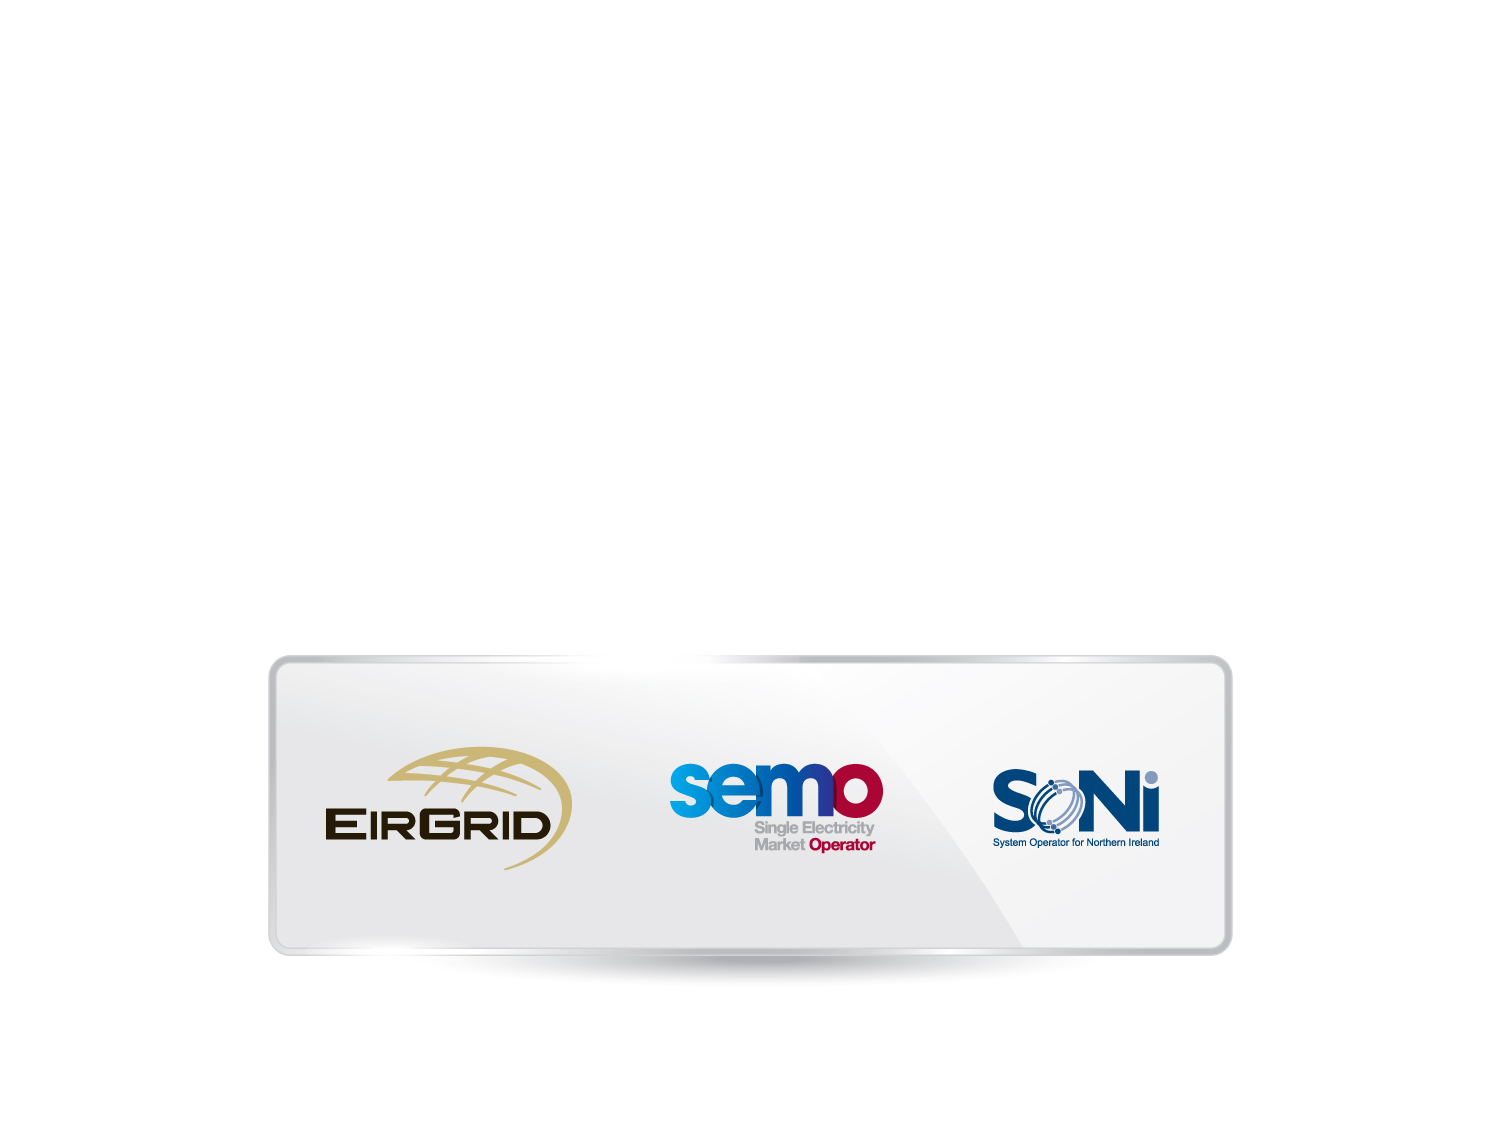 EIRGRID
semo
Single Electricity
Market Operator
SONi
System Operator for Northern Ireland